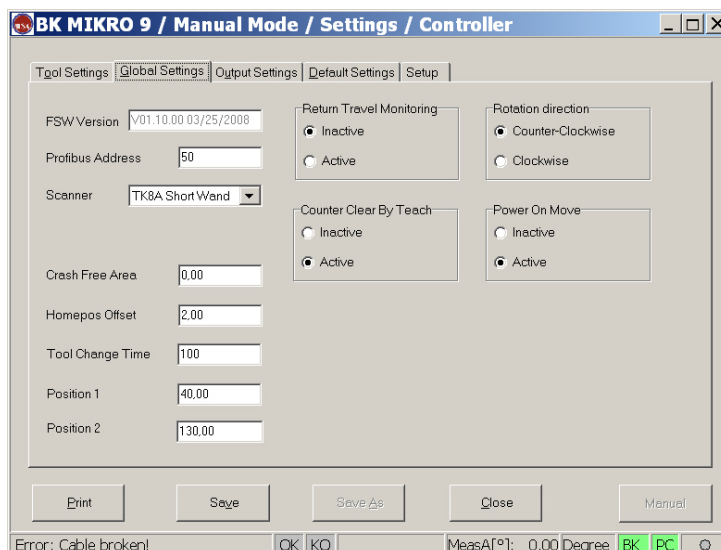 BK MIKRO 9 / Manual Mode / Settings / Controller
Tool Settings Global Settings Output Settings Default Settings Setup
FSW Version V01.10.00 03/25/2008
Profibus Address 50
Scanner TK8A Short Wand
Crash Free Area 0,00
Homepos Offset 2,00
Tool Change Time 100
Position 1 40,00
Position 2 130,00
Return Travel Monitoring
Inactive
Active
Rotation direction
Counter-Clockwise
Clockwise
Counter Clear By Teach
Inactive
Active
Power On Move
Inactive
Active
Print Save Save As Close Manual
Error: Cable broken! OK KO MeasA[º]: 0.00 Degree BK PC